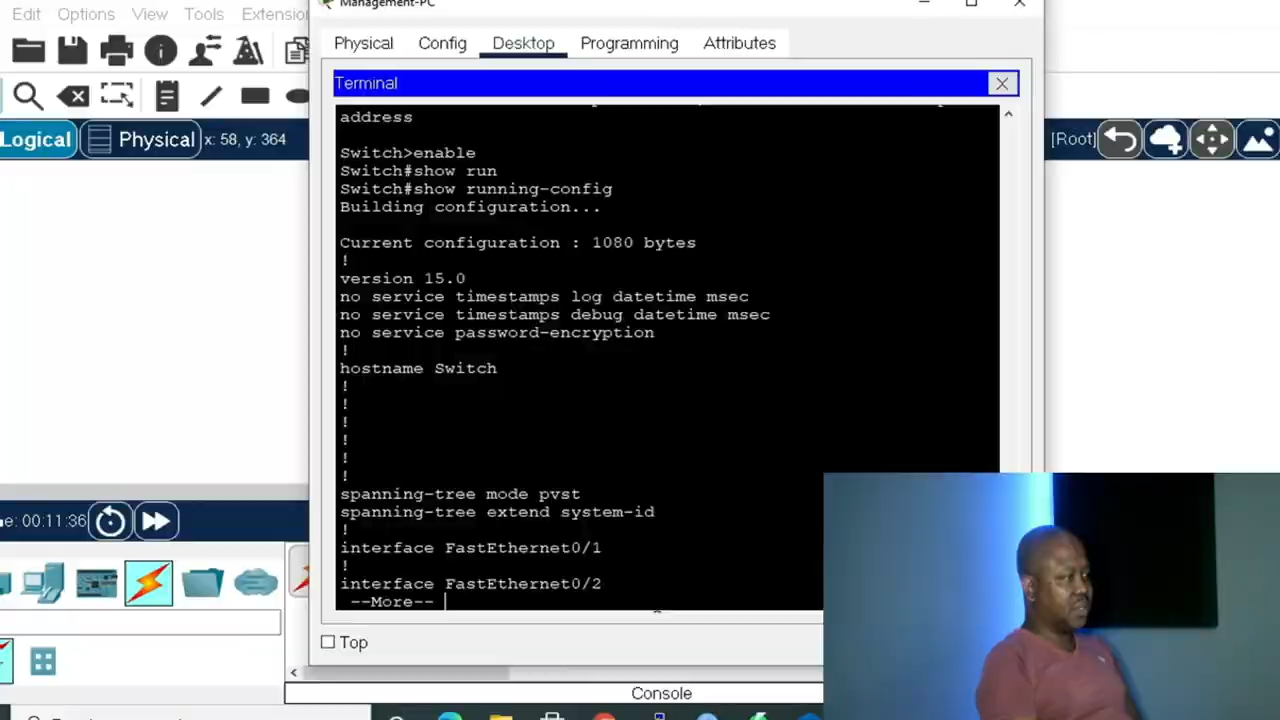 Management-PC
Edit Options View Tools Extension
Physical Config Desktop Programming Attributes
Terminal
Logical Physical x: 58, y: 364
[Root]
address
Switch>enable
Switch#show run
Switch#show running-config
Building configuration...
Current configuration : 1080 bytes
!
version 15.0
no service timestamps log datetime msec
no service timestamps debug datetime msec
no service password-encryption
!
hostname Switch
!
!
!
!
!
!
spanning-tree mode pvst
spanning-tree extend system-id
!
interface FastEthernet0/1
!
interface FastEthernet0/2
--More--
e: 00:11:36
Top
Console